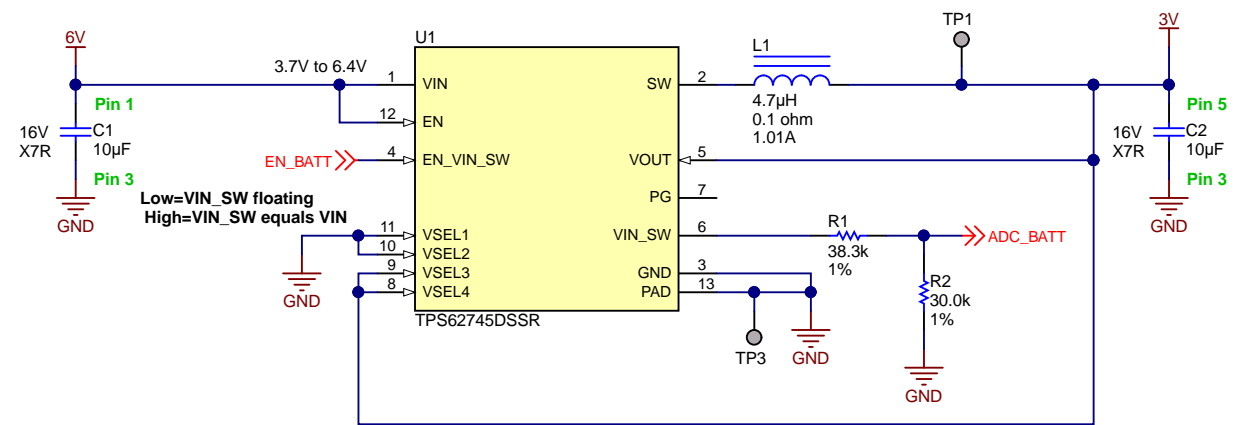 TP1
6V
U1
3V
L1
3.7V to 6.4V
1
VIN
SW
2
4.7µH
0.1 ohm
1.01A
Pin 1
Pin 5
12
EN
16V
X7R
C1
10µF
16V
X7R
C2
10µF
EN_BATT
4
EN_VIN_SW
VOUT
5
Pin 3
Pin 3
PG
7
Low=VIN_SW floating
High=VIN_SW equals VIN
GND
GND
11
VSEL1
10
VSEL2
9
VSEL3
8
VSEL4
VIN_SW
6
R1
38.3k
1%
ADC_BATT
GND
3
PAD
13
R2
30.0k
1%
GND
TPS62745DSSR
TP3
GND
GND